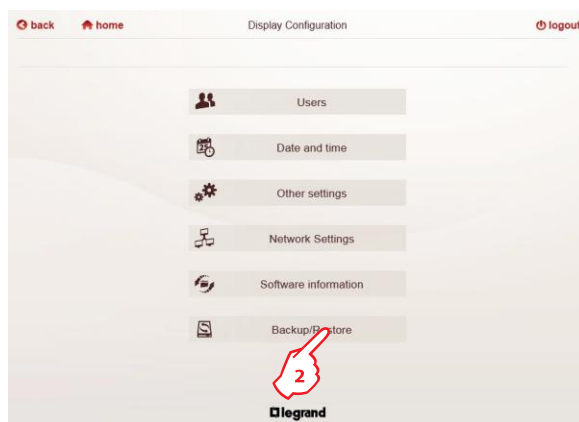 back home Display Configuration logout
Users
Date and time
Other settings
Network Settings
Software information
Backup/Restore
2
legrand